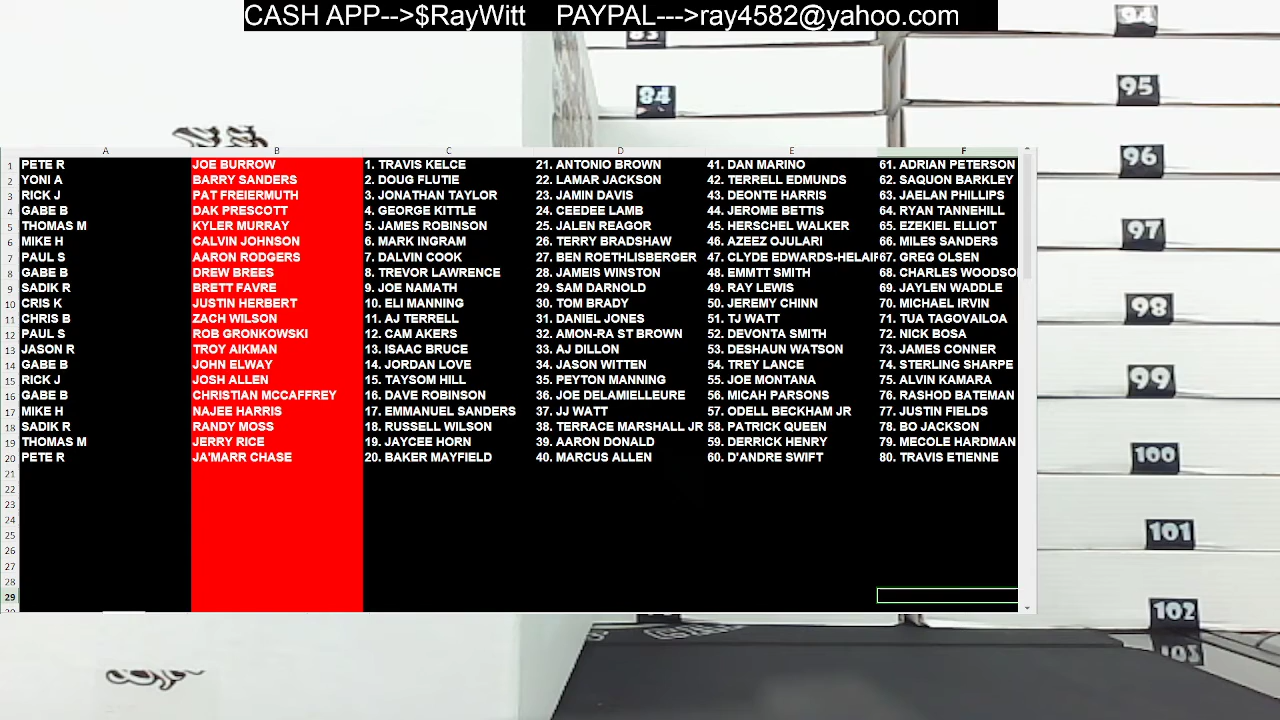 CASH APP-->$RayWitt PAYPAL--->ray4582@yahoo.com
94
83
84
95
96
97
98
99
100
101
102
A B C D E F
1 PETE R JOE BURROW 1. TRAVIS KELCE 21. ANTONIO BROWN 41. DAN MARINO 61. ADRIAN PETERSON
2 YONI A BARRY SANDERS 2. DOUG FLUTIE 22. LAMAR JACKSON 42. TERRELL EDMUNDS 62. SAQUON BARKLEY
3 RICK J PAT FREIERMUTH 3. JONATHAN TAYLOR 23. JAMIN DAVIS 43. DEONTE HARRIS 63. JAELAN PHILLIPS
4 GABE B DAK PRESCOTT 4. GEORGE KITTLE 24. CEEDEE LAMB 44. JEROME BETTIS 64. RYAN TANNEHILL
5 THOMAS M KYLER MURRAY 5. JAMES ROBINSON 25. JALEN REAGOR 45. HERSCHEL WALKER 65. EZEKIEL ELLIOT
6 MIKE H CALVIN JOHNSON 6. MARK INGRAM 26. TERRY BRADSHAW 46. AZEEZ OJULARI 66. MILES SANDERS
7 PAUL S AARON RODGERS 7. DALVIN COOK 27. BEN ROETHLISBERGER 47. CLYDE EDWARDS-HELAIR 67. GREG OLSEN
8 GABE B DREW BREES 8. TREVOR LAWRENCE 28. JAMEIS WINSTON 48. EMMTT SMITH 68. CHARLES WOODSO
9 SADIK R BRETT FAVRE 9. JOE NAMATH 29. SAM DARNOLD 49. RAY LEWIS 69. JAYLEN WADDLE
10 CRIS K JUSTIN HERBERT 10. ELI MANNING 30. TOM BRADY 50. JEREMY CHINN 70. MICHAEL IRVIN
11 CHRIS B ZACH WILSON 11. AJ TERRELL 31. DANIEL JONES 51. TJ WATT 71. TUA TAGOVAILOA
12 PAUL S ROB GRONKOWSKI 12. CAM AKERS 32. AMON-RA ST BROWN 52. DEVONTA SMITH 72. NICK BOSA
13 JASON R TROY AIKMAN 13. ISAAC BRUCE 33. AJ DILLON 53. DESHAUN WATSON 73. JAMES CONNER
14 GABE B JOHN ELWAY 14. JORDAN LOVE 34. JASON WITTEN 54. TREY LANCE 74. STERLING SHARPE
15 RICK J JOSH ALLEN 15. TAYSOM HILL 35. PEYTON MANNING 55. JOE MONTANA 75. ALVIN KAMARA
16 GABE B CHRISTIAN MCCAFFREY 16. DAVE ROBINSON 36. JOE DELAMIELLEURE 56. MICAH PARSONS 76. RASHOD BATEMAN
17 MIKE H NAJEE HARRIS 17. EMMANUEL SANDERS 37. JJ WATT 57. ODELL BECKHAM JR 77. JUSTIN FIELDS
18 SADIK R RANDY MOSS 18. RUSSELL WILSON 38. TERRACE MARSHALL JR 58. PATRICK QUEEN 78. BO JACKSON
19 THOMAS M JERRY RICE 19. JAYCEE HORN 39. AARON DONALD 59. DERRICK HENRY 79. MECOLE HARDMAN
20 PETE R JA'MARR CHASE 20. BAKER MAYFIELD 40. MARCUS ALLEN 60. D'ANDRE SWIFT 80. TRAVIS ETIENNE
21
22
23
24
25
26
27
28
29